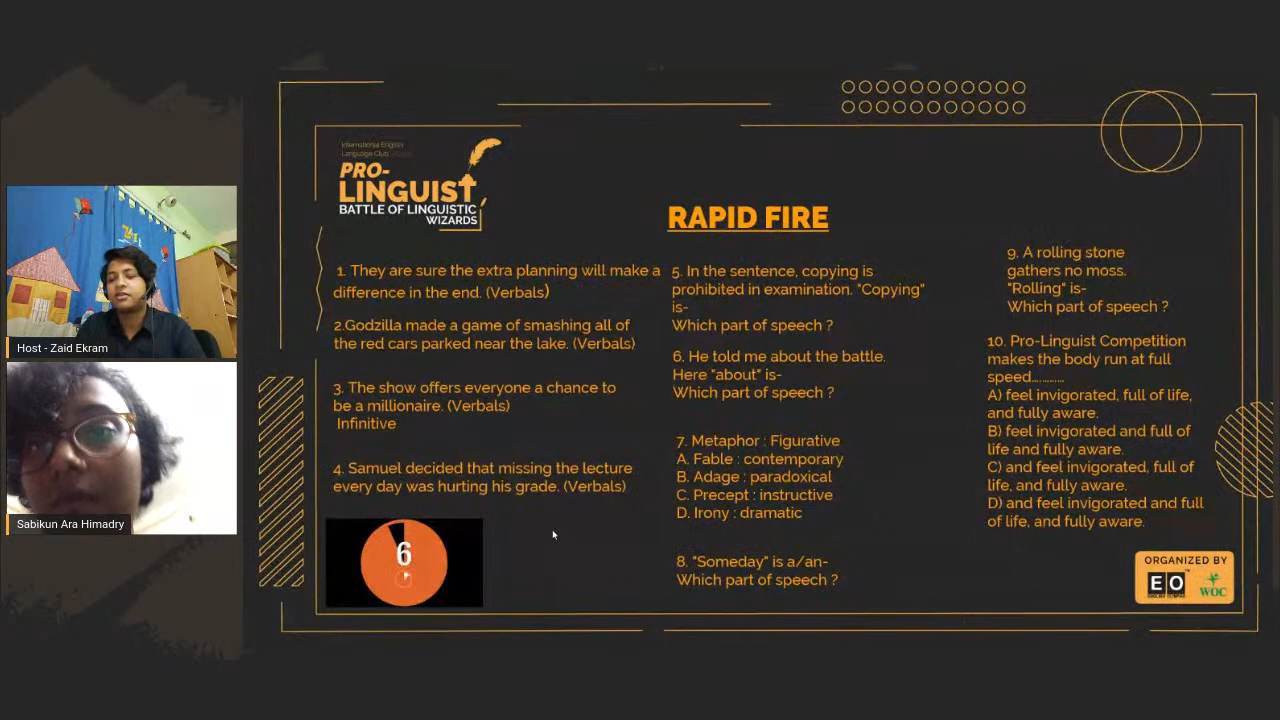 International English
Language Club
PRO-
LINGUIST
BATTLE OF LINGUISTIC
WIZARDS
RAPID FIRE
1. They are sure the extra planning will make a
difference in the end. (Verbals)
2.Godzilla made a game of smashing all of
the red cars parked near the lake. (Verbals)
3. The show offers everyone a chance to
be a millionaire. (Verbals)
Infinitive
4. Samuel decided that missing the lecture
every day was hurting his grade. (Verbals)
6
5. In the sentence, copying is
prohibited in examination. "Copying"
is-
Which part of speech ?
6. He told me about the battle.
Here "about" is-
Which part of speech ?
7. Metaphor : Figurative
A. Fable : contemporary
B. Adage : paradoxical
C. Precept : instructive
D. Irony : dramatic
8. "Someday" is a/an-
Which part of speech ?
9. A rolling stone
gathers no moss.
"Rolling" is-
Which part of speech ?
10. Pro-Linguist Competition
makes the body run at full
speed.............
A) feel invigorated, full of life,
and fully aware.
B) feel invigorated and full of
life and fully aware.
C) and feel invigorated, full of
life, and fully aware.
D) and feel invigorated and full
of life, and fully aware.
ORGANIZED BY
EO
WOC
Host - Zaid Ekram
Sabikun Ara Himadry